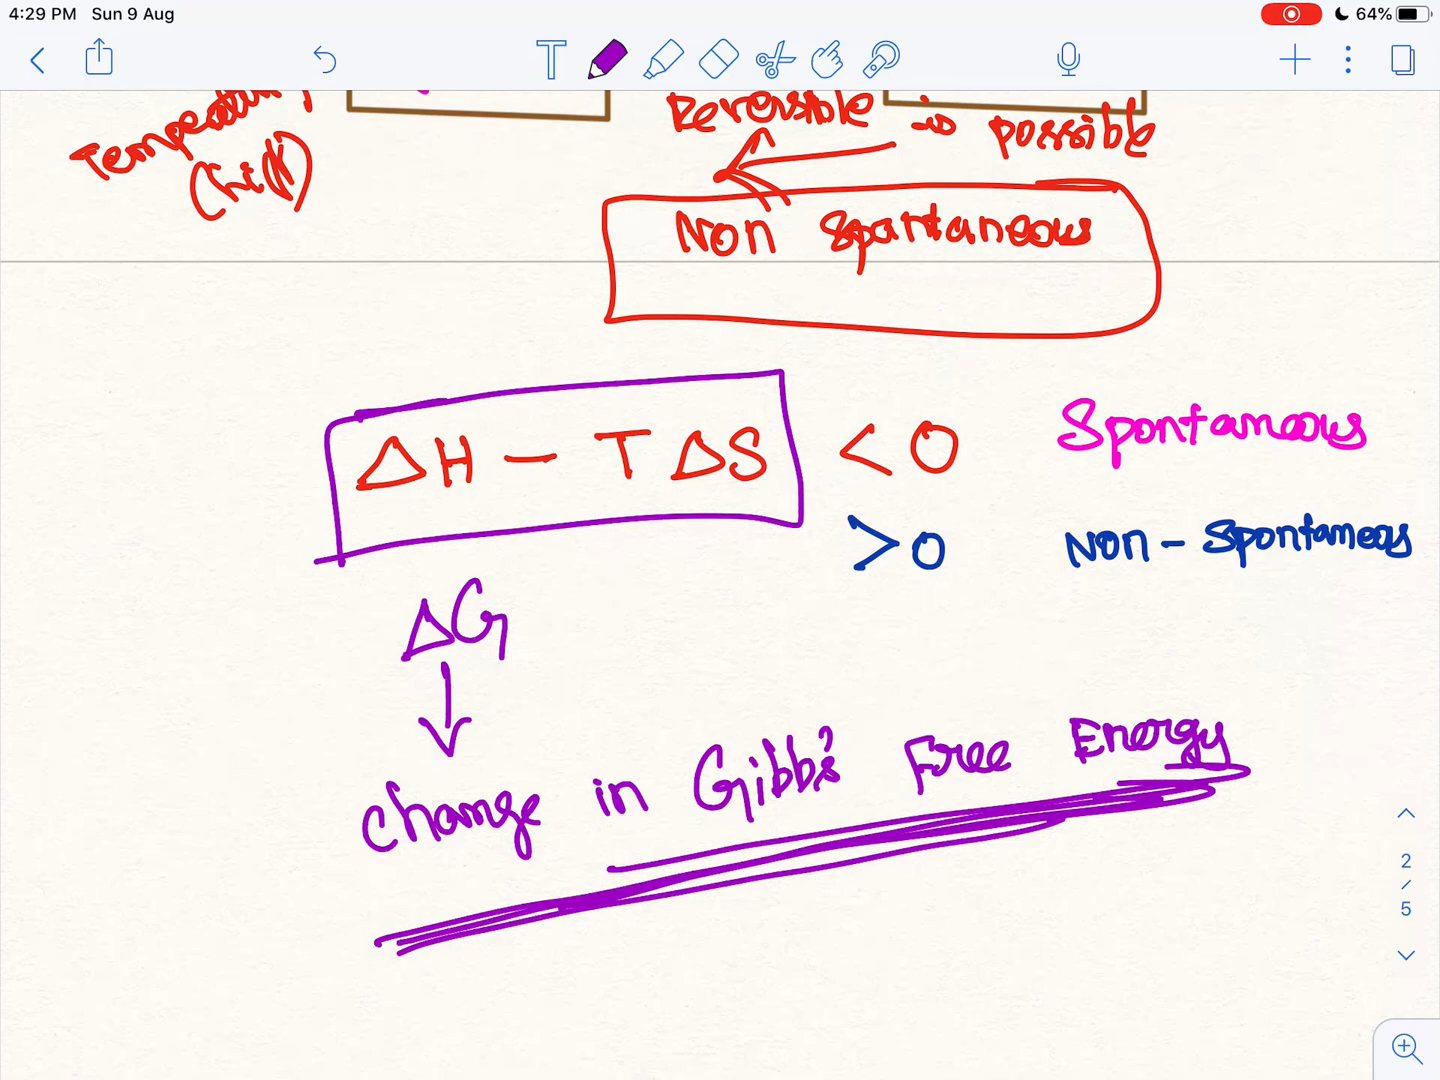 4:29 PM Sun 9 Aug 64%
Reversible is possible
Temperature
Non Spontaneous
ΔH – TΔS < 0 Spontaneous
> 0 Non - Spontaneous
ΔG
↓
change in Gibb's Free Energy
2
/
5